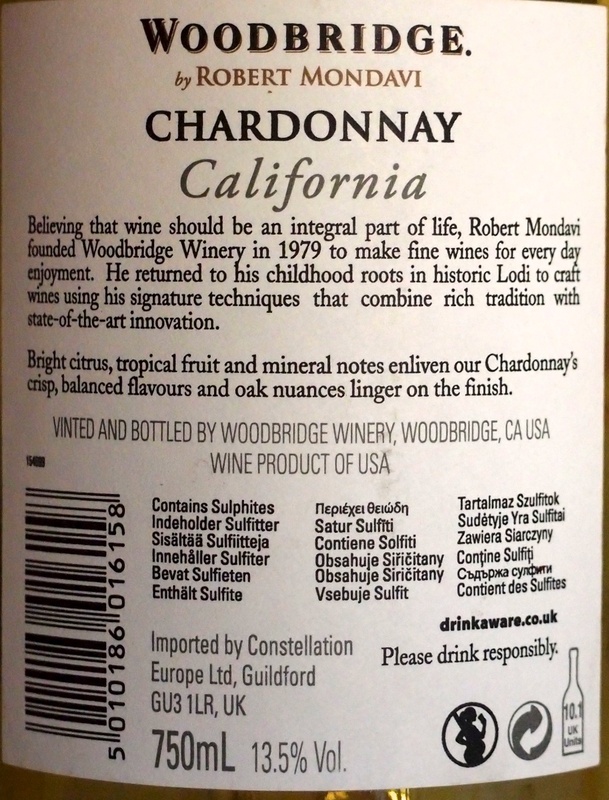 WOODBRIDGE.
by ROBERT MONDAVI
CHARDONNAY
California
Believing that wine should be an integral part of life, Robert Mondavi
founded Woodbridge Winery in 1979 to make fine wines for every day
enjoyment. He returned to his childhood roots in historic Lodi to craft
wines using his signature techniques that combine rich tradition with
state-of-the-art innovation.
Bright citrus, tropical fruit and mineral notes enliven our Chardonnay's
crisp, balanced flavours and oak nuances linger on the finish.
VINTED AND BOTTLED BY WOODBRIDGE WINERY, WOODBRIDGE, CA USA
WINE PRODUCT OF USA
Contains Sulphites
Indeholder Sulfitter
Sisältää Sulfiitteja
Innehåller Sulfiter
Bevat Sulfieten
Enthält Sulfite
Περιέχει θειώδη
Satur Sulfīti
Contiene Solfiti
Obsahuje Siřičitany
Obsahuje Siričitany
Vsebuje Sulfit
Tartalmaz Szulfitok
Sudėtyje Yra Sulfitai
Zawiera Siarczyny
Conţine Sulfiţi
Съдържа сулфити
Contient des Sulfites
5 010186 016158
Imported by Constellation
Europe Ltd, Guildford
GU3 1LR, UK
750mL 13.5% Vol.
drinkaware.co.uk
Please drink responsibly.
10.1
UK
Units